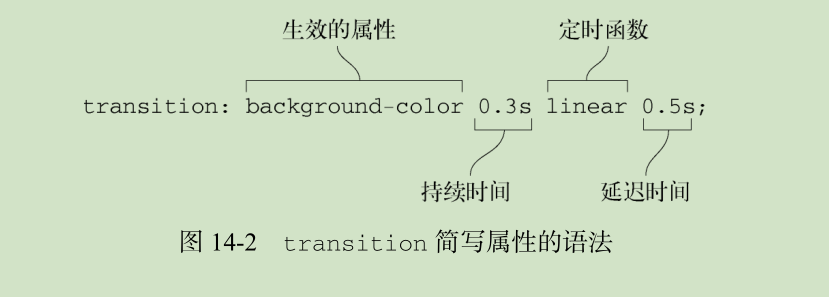 生效的属性 定时函数
transition: background-color 0.3s linear 0.5s;
持续时间 延迟时间
图 14-2 transition 简写属性的语法